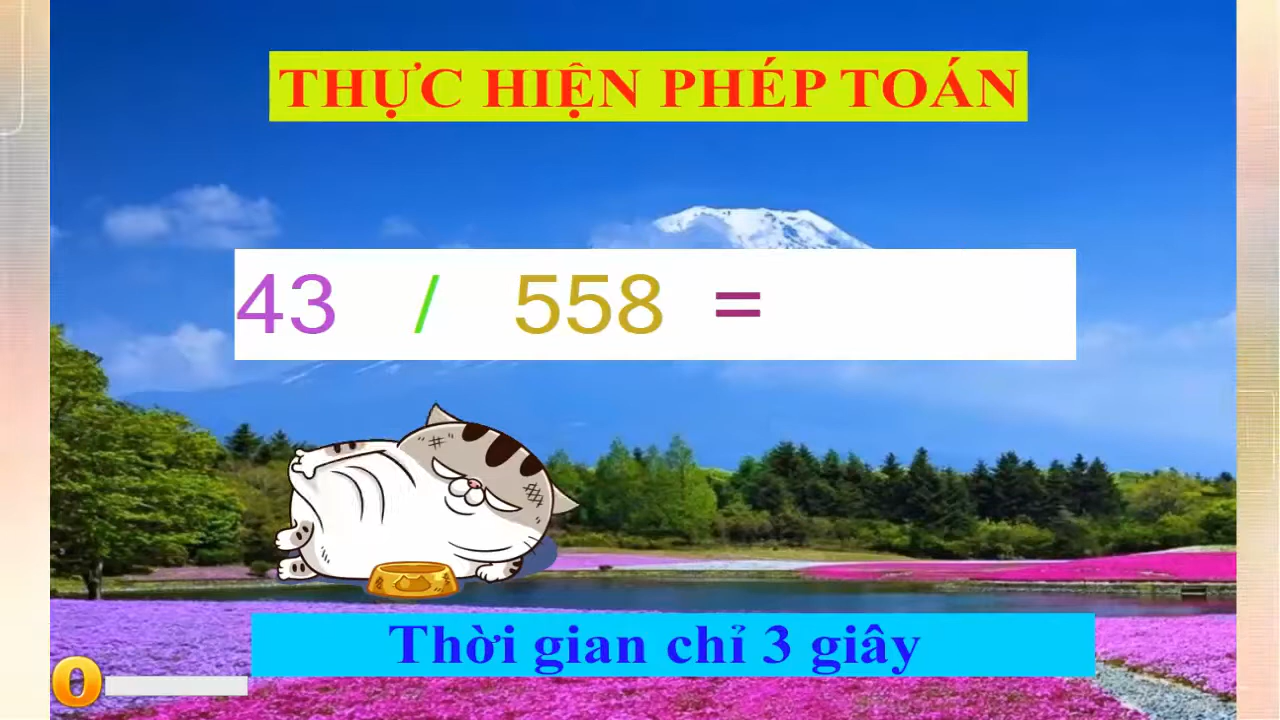 THỰC HIỆN PHÉP TOÁN
43 / 558 =
Thời gian chỉ 3 giây
0